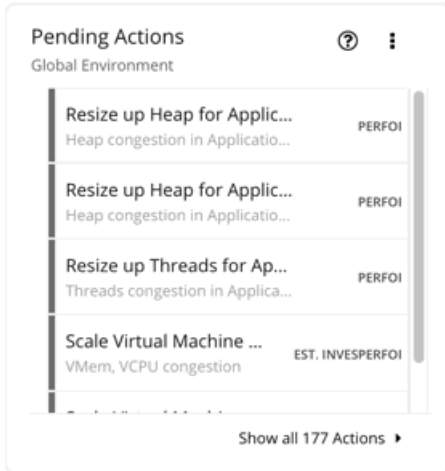 Pending Actions
Global Environment
Resize up Heap for Applic...
Heap congestion in Applicatio...
PERFOI
Resize up Heap for Applic...
Heap congestion in Applicatio...
PERFOI
Resize up Threads for Ap...
Threads congestion in Applica...
PERFOI
Scale Virtual Machine ...
VMem, VCPU congestion
EST. INVESPERFOI
Show all 177 Actions